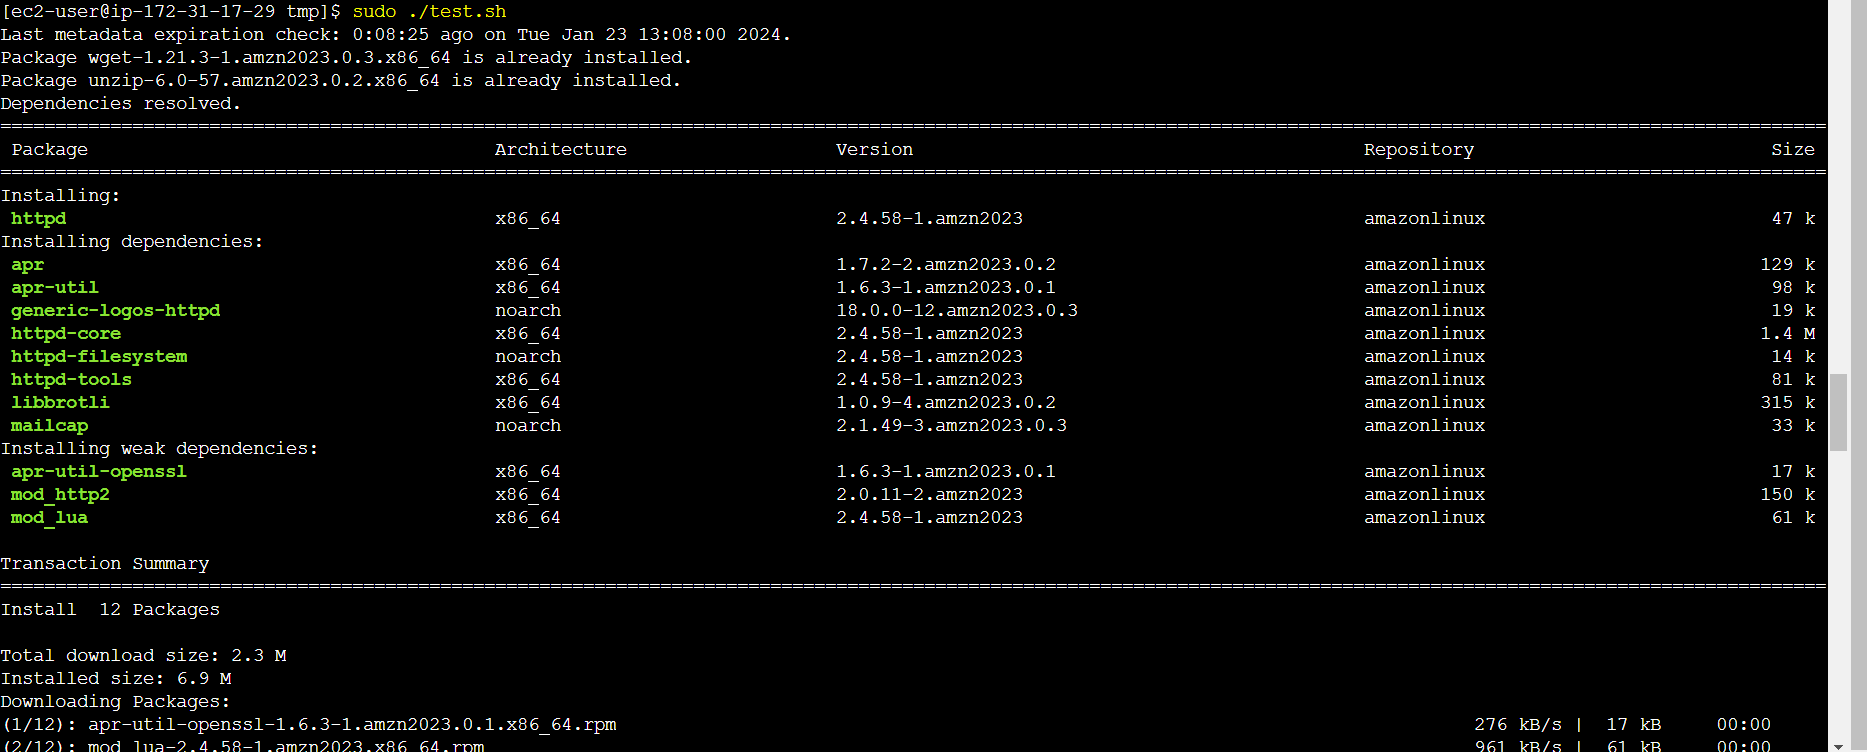 [ec2-user@ip-172-31-17-29 tmp]$ sudo ./test.sh
Last metadata expiration check: 0:08:25 ago on Tue Jan 23 13:08:00 2024.
Package wget-1.21.3-1.amzn2023.0.3.x86_64 is already installed.
Package unzip-6.0-57.amzn2023.0.2.x86_64 is already installed.
Dependencies resolved.
Package Architecture Version Repository Size
Installing:
httpd x86_64 2.4.58-1.amzn2023 amazonlinux 47 k
Installing dependencies:
apr x86_64 1.7.2-2.amzn2023.0.2 amazonlinux 129 k
apr-util x86_64 1.6.3-1.amzn2023.0.1 amazonlinux 98 k
generic-logos-httpd noarch 18.0.0-12.amzn2023.0.3 amazonlinux 19 k
httpd-core x86_64 2.4.58-1.amzn2023 amazonlinux 1.4 M
httpd-filesystem noarch 2.4.58-1.amzn2023 amazonlinux 14 k
httpd-tools x86_64 2.4.58-1.amzn2023 amazonlinux 81 k
libbrotli x86_64 1.0.9-4.amzn2023.0.2 amazonlinux 315 k
mailcap noarch 2.1.49-3.amzn2023.0.3 amazonlinux 33 k
Installing weak dependencies:
apr-util-openssl x86_64 1.6.3-1.amzn2023.0.1 amazonlinux 17 k
mod_http2 x86_64 2.0.11-2.amzn2023 amazonlinux 150 k
mod_lua x86_64 2.4.58-1.amzn2023 amazonlinux 61 k
Transaction Summary
Install 12 Packages
Total download size: 2.3 M
Installed size: 6.9 M
Downloading Packages:
(1/12): apr-util-openssl-1.6.3-1.amzn2023.0.1.x86_64.rpm 276 kB/s | 17 kB 00:00
(2/12): mod_lua-2.4.58-1.amzn2023.x86_64.rpm 961 kB/s | 61 kB 00:00